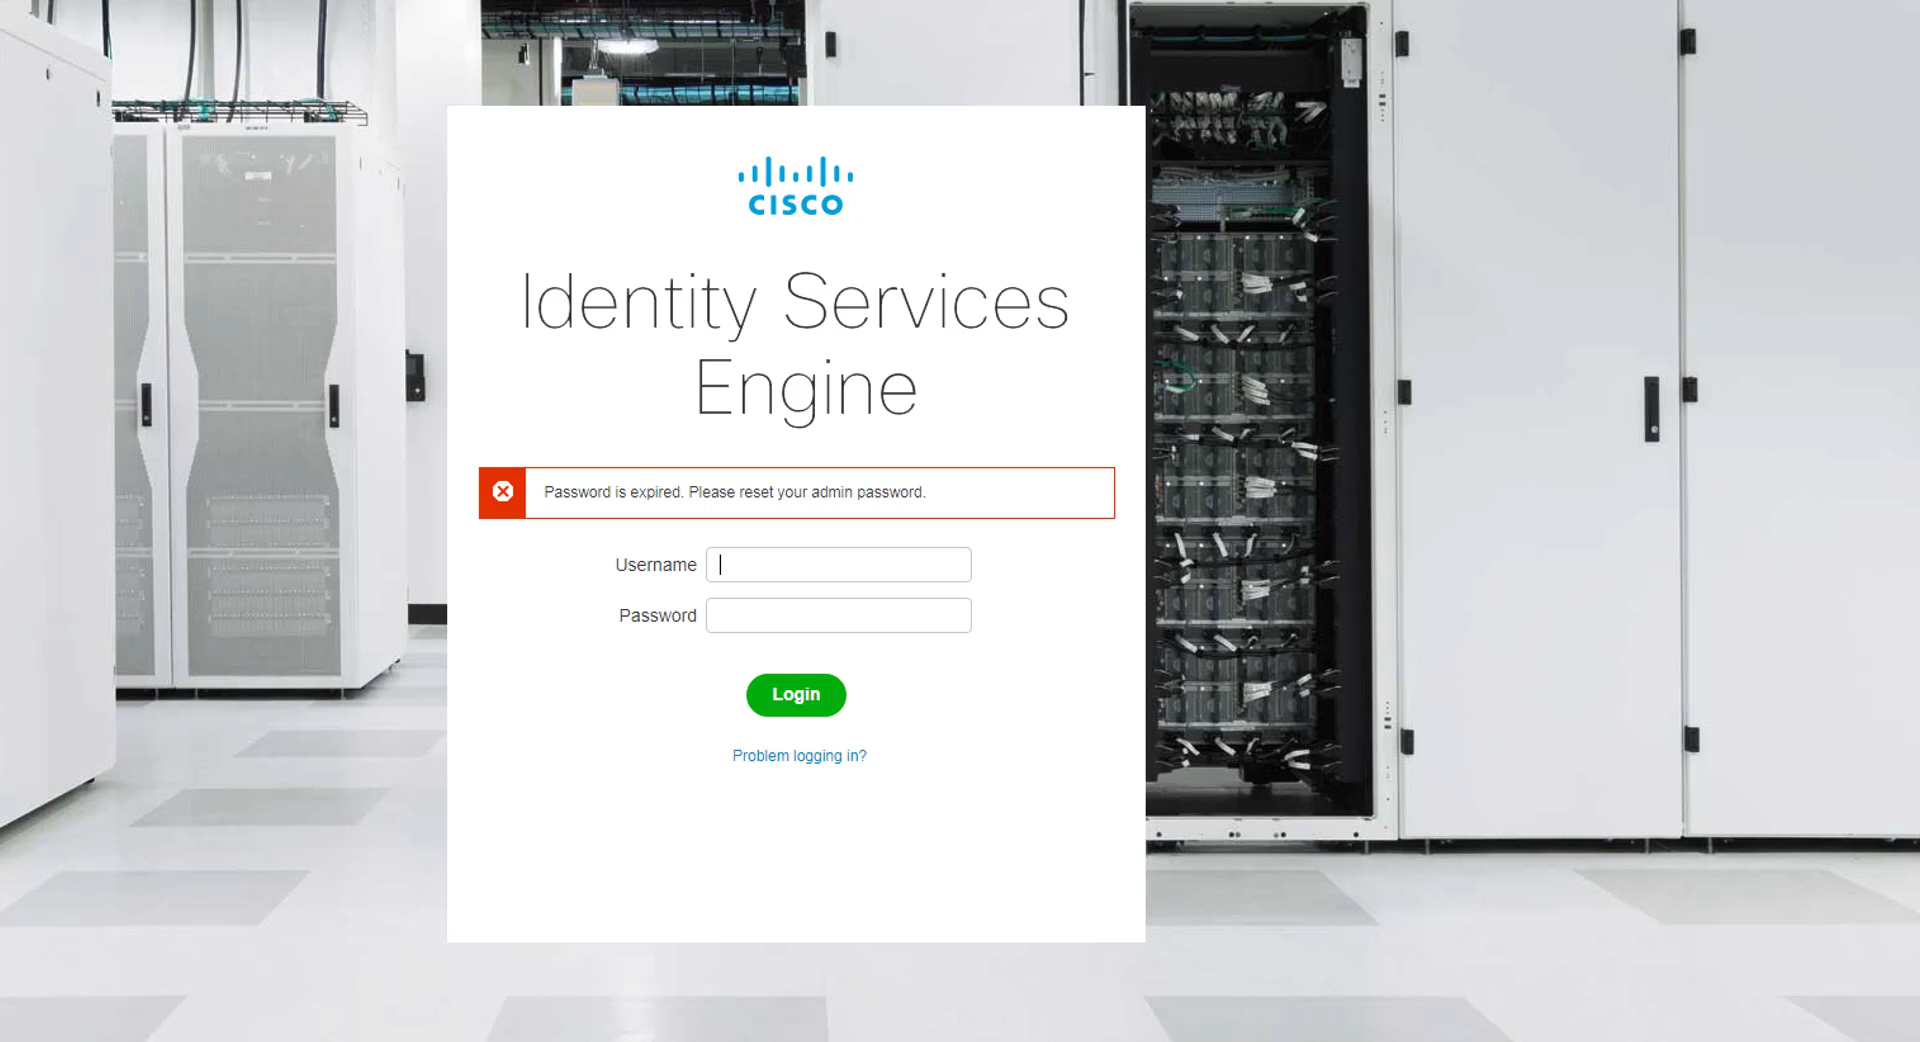 CISCO
Identity Services
Engine
Password is expired. Please reset your admin password.
Username
Password
Login
Problem logging in?